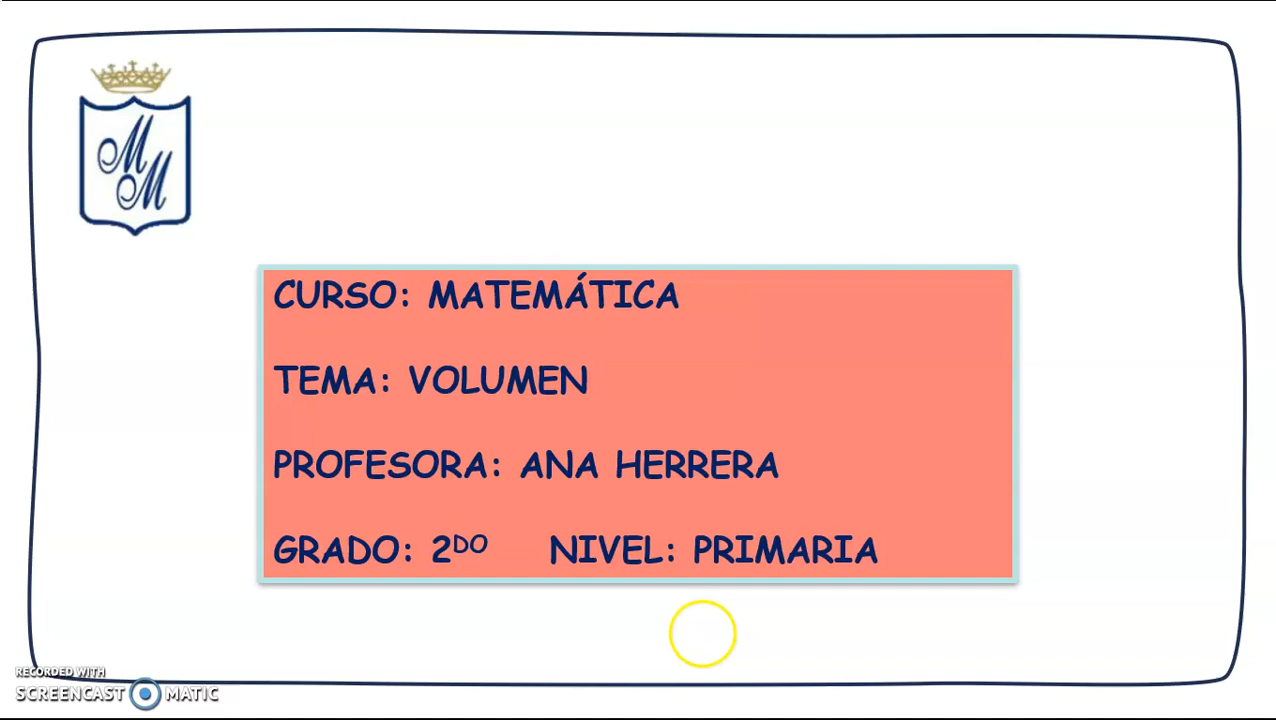 M
M
CURSO: MATEMÁTICA
TEMA: VOLUMEN
PROFESORA: ANA HERRERA
GRADO: 2DO NIVEL: PRIMARIA
RECORDED WITH
SCREENCAST MATIC